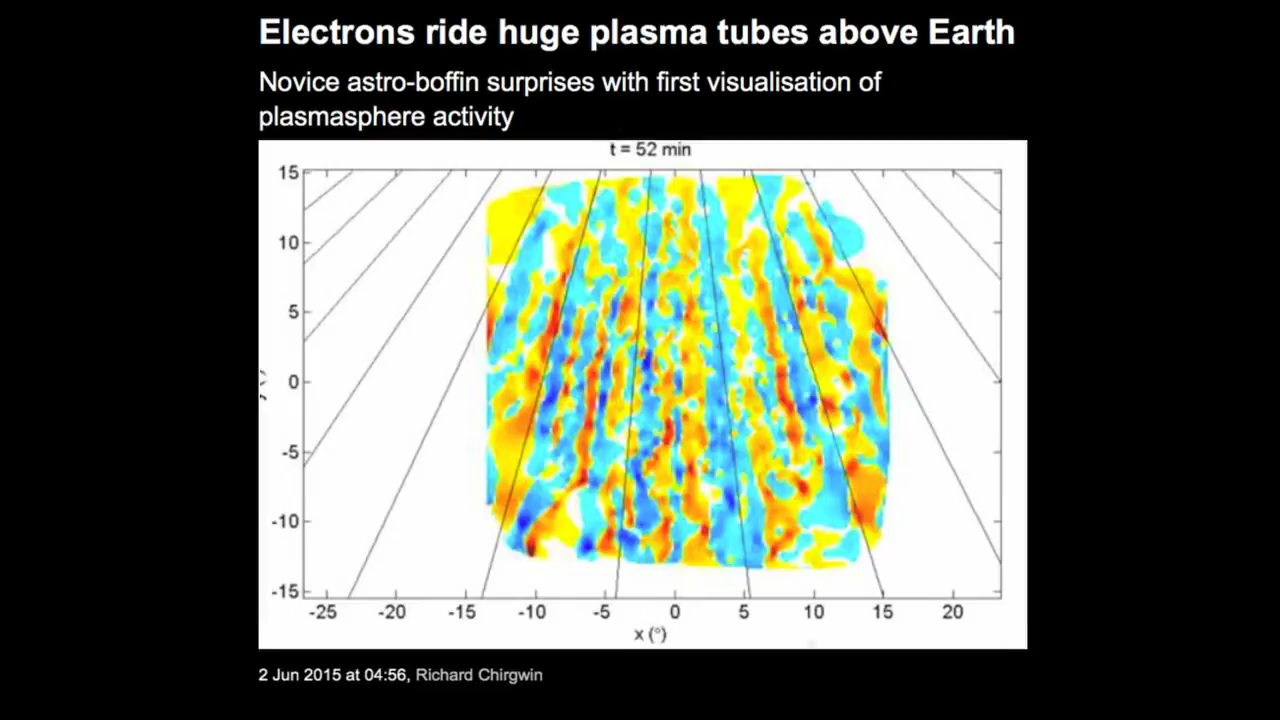 Electrons ride huge plasma tubes above Earth
Novice astro-boffin surprises with first visualisation of
plasmasphere activity
t = 52 min
15
10
5
0
-5
-10
-15
-25
-20
-15
-10
-5
0
5
10
15
20
x (°)
2 Jun 2015 at 04:56, Richard Chirgwin